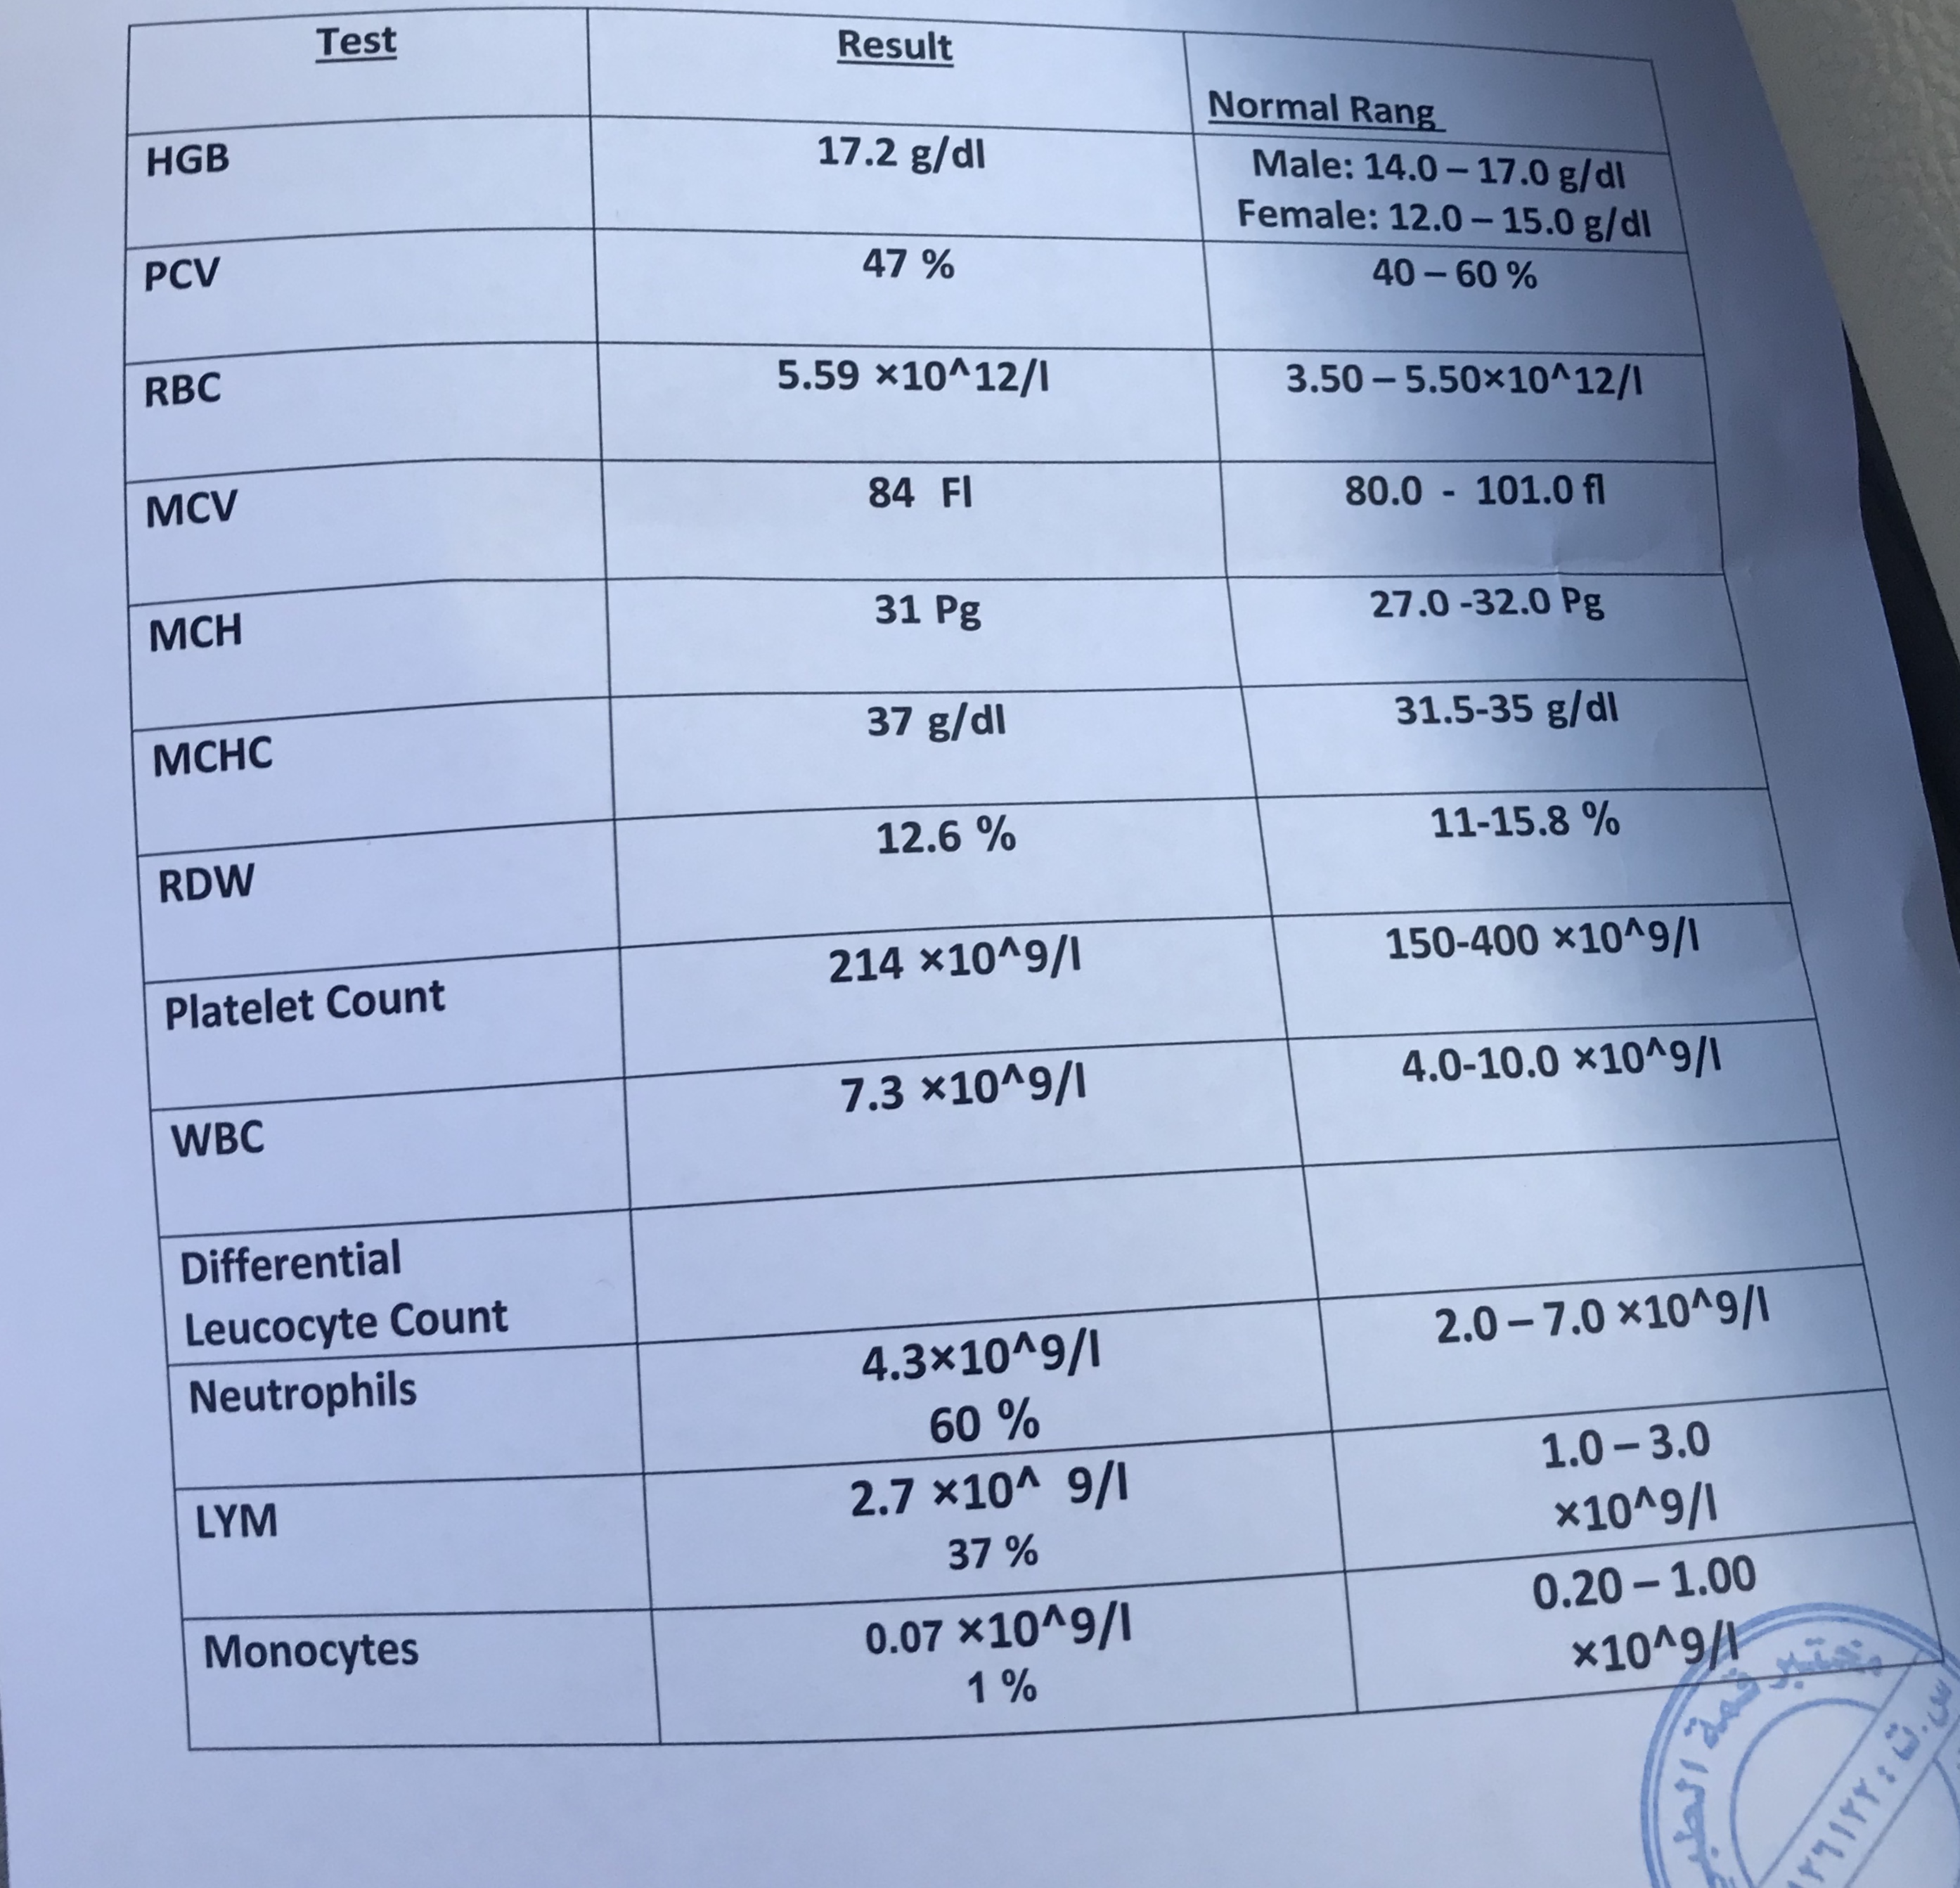 Test Result Normal Rang
HGB 17.2 g/dl Male: 14.0 – 17.0 g/dl
Female: 12.0 – 15.0 g/dl
PCV 47 % 40 – 60 %
RBC 5.59 ×10^12/l 3.50 – 5.50×10^12/l
MCV 84 Fl 80.0 - 101.0 fl
MCH 31 Pg 27.0 -32.0 Pg
MCHC 37 g/dl 31.5-35 g/dl
RDW 12.6 % 11-15.8 %
Platelet Count 214 ×10^9/l 150-400 ×10^9/l
WBC 7.3 ×10^9/l 4.0-10.0 ×10^9/l
Differential
Leucocyte Count
Neutrophils 4.3×10^9/l 2.0 – 7.0 ×10^9/l
60 %
LYM 2.7 ×10^ 9/l 1.0 – 3.0
37 % ×10^9/l
Monocytes 0.07 ×10^9/l 0.20 – 1.00
1 % ×10^9/l
مختبر قمة
س.ت: